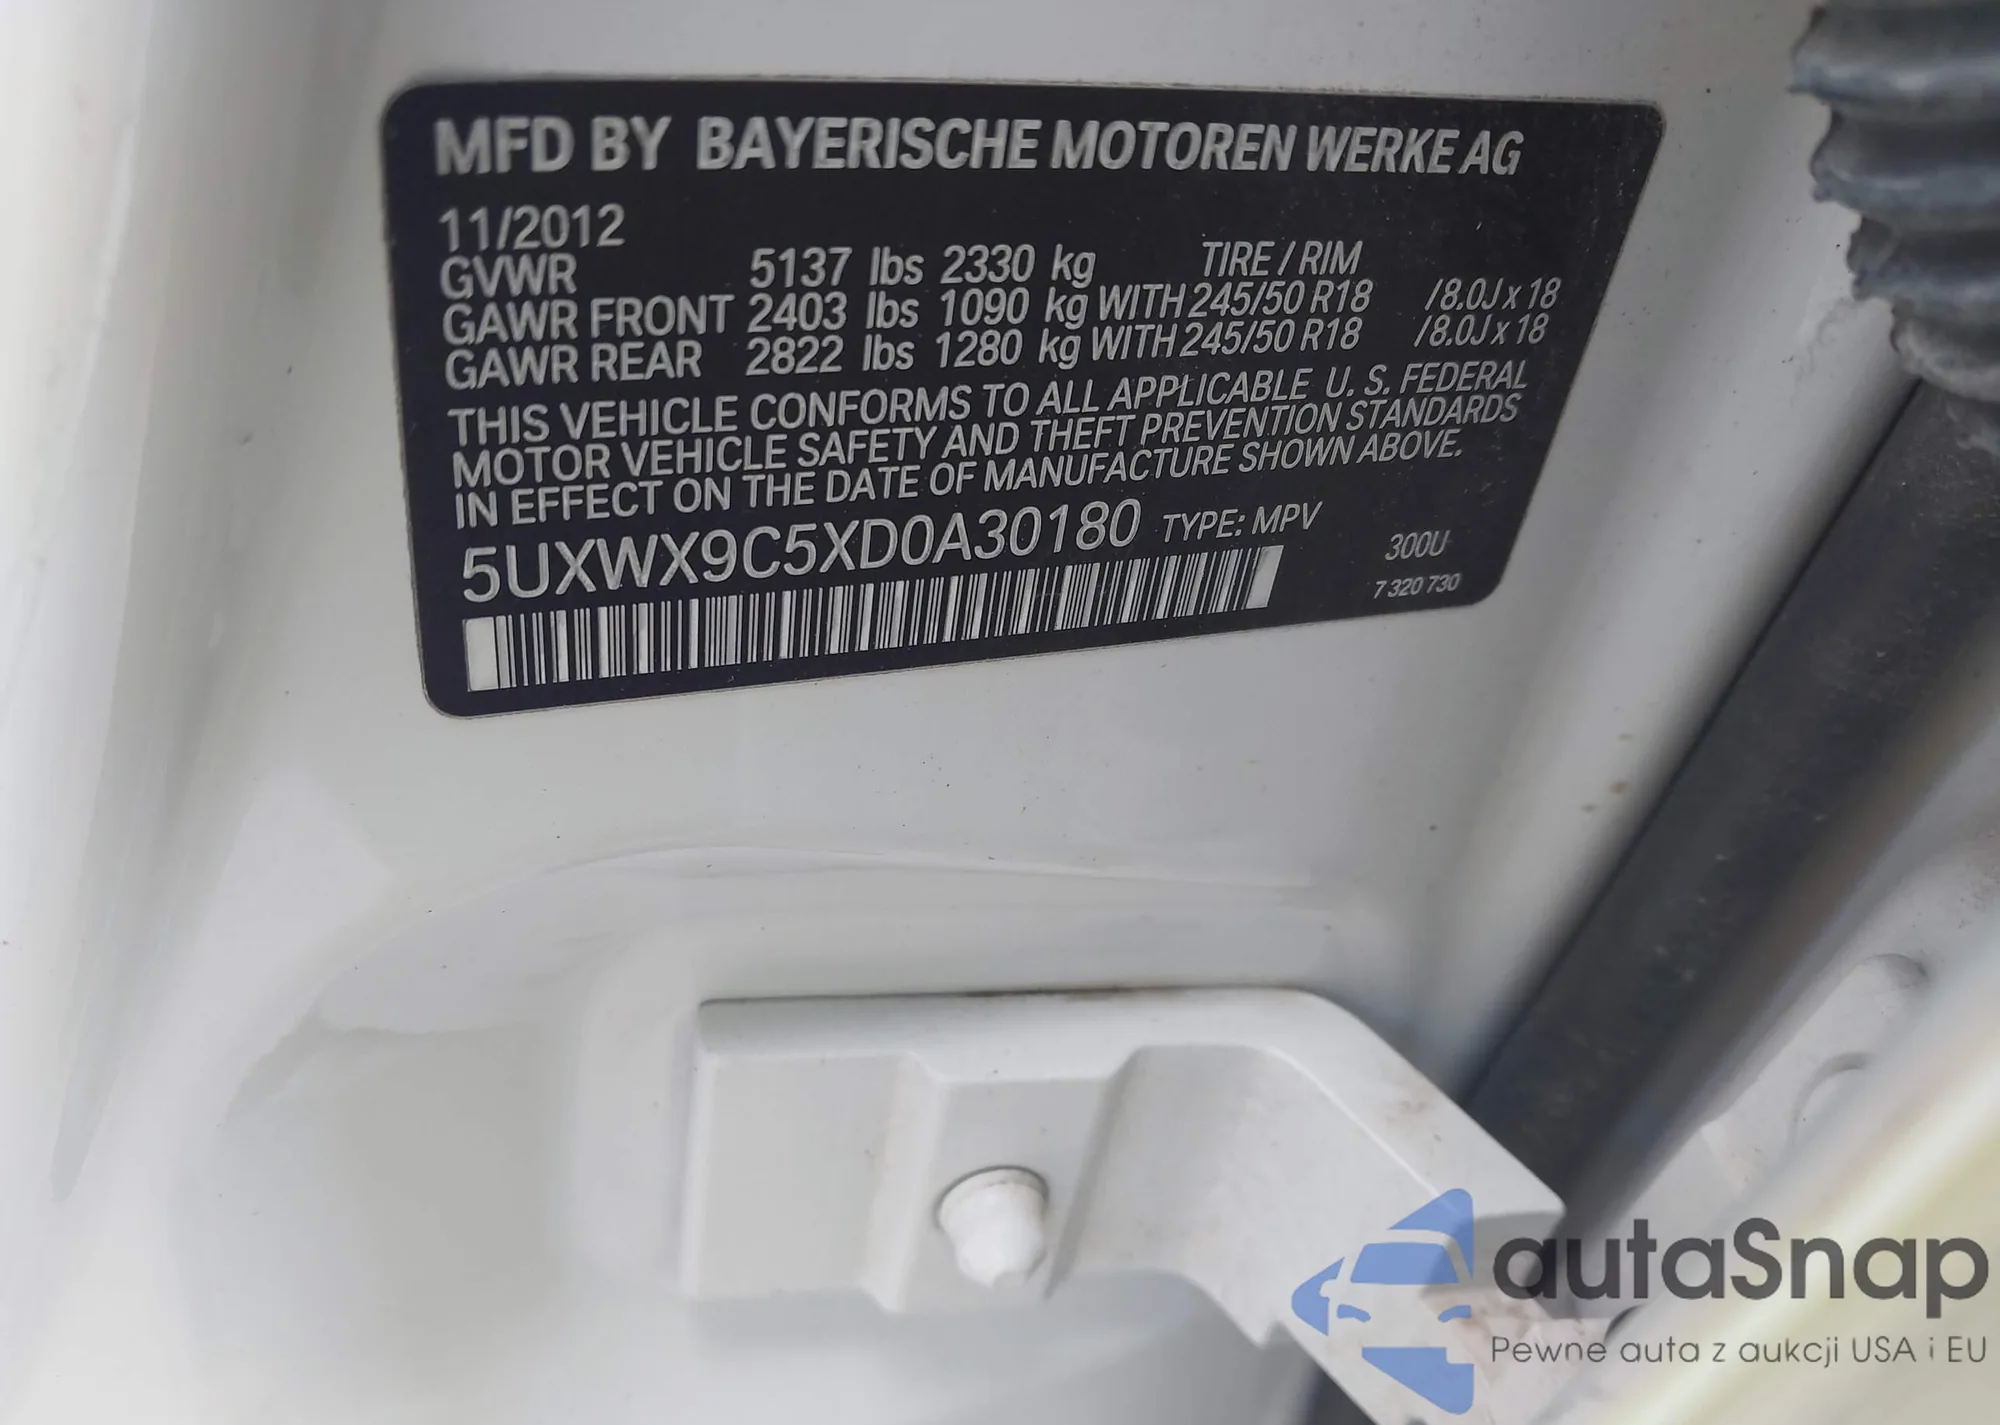 MFD BY BAYERISCHE MOTOREN WERKE AG
11/2012
GVWR 5137 lbs 2330 kg TIRE / RIM
GAWR FRONT 2403 lbs 1090 kg WITH 245/50 R18 /8.0J x 18
GAWR REAR 2822 lbs 1280 kg WITH 245/50 R18 /8.0J x 18
THIS VEHICLE CONFORMS TO ALL APPLICABLE U. S. FEDERAL
MOTOR VEHICLE SAFETY AND THEFT PREVENTION STANDARDS
IN EFFECT ON THE DATE OF MANUFACTURE SHOWN ABOVE.
5UXWX9C5XD0A30180 TYPE: MPV
300U
7 320 730
autaSnap
Pewne auta z aukcji USA i EU